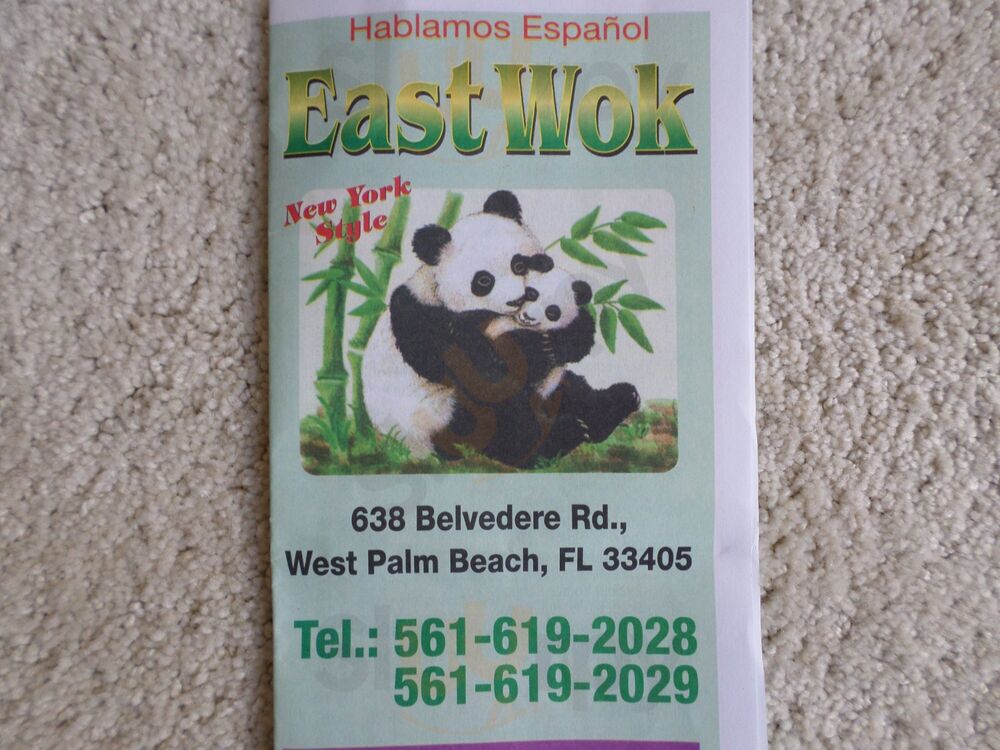 Hablamos Español
East Wok
New York
Style
638 Belvedere Rd.,
West Palm Beach, FL 33405
Tel.: 561-619-2028
561-619-2029